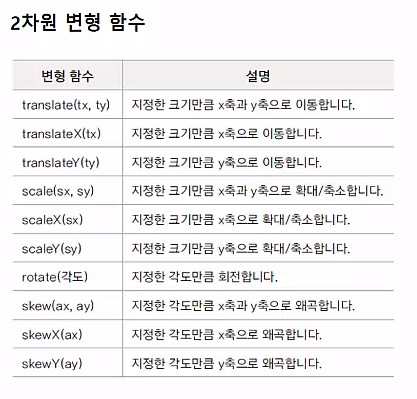 2차원 변형 함수
변형 함수 설명
translate(tx, ty) 지정한 크기만큼 x축과 y축으로 이동합니다.
translateX(tx) 지정한 크기만큼 x축으로 이동합니다.
translateY(ty) 지정한 크기만큼 y축으로 이동합니다.
scale(sx, sy) 지정한 크기만큼 x축과 y축으로 확대/축소합니다.
scaleX(sx) 지정한 크기만큼 x축으로 확대/축소합니다.
scaleY(sy) 지정한 크기만큼 y축으로 확대/축소합니다.
rotate(각도) 지정한 각도만큼 회전합니다.
skew(ax, ay) 지정한 각도만큼 x축과 y축으로 왜곡합니다.
skewX(ax) 지정한 각도만큼 x축으로 왜곡합니다.
skewY(ay) 지정한 각도만큼 y축으로 왜곡합니다.